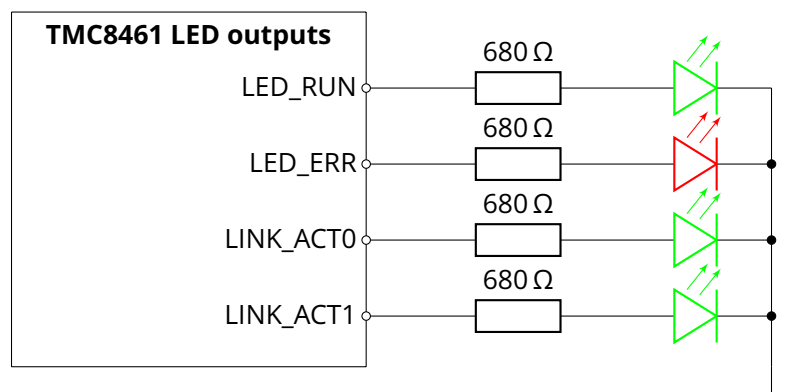 TMC8461 LED outputs
680 Ω
LED_RUN
680 Ω
LED_ERR
680 Ω
LINK_ACT0
680 Ω
LINK_ACT1